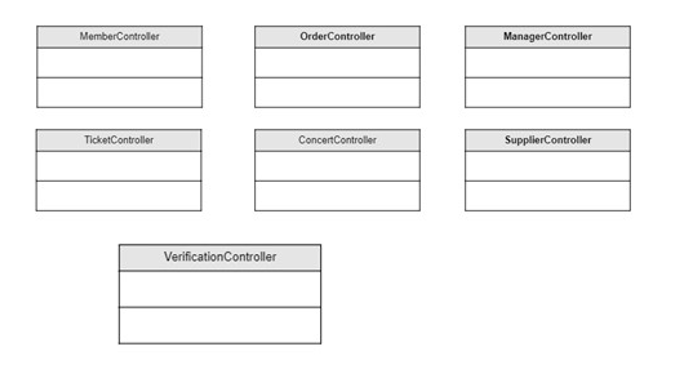 MemberController
OrderController
ManagerController
TicketController
ConcertController
SupplierController
VerificationController